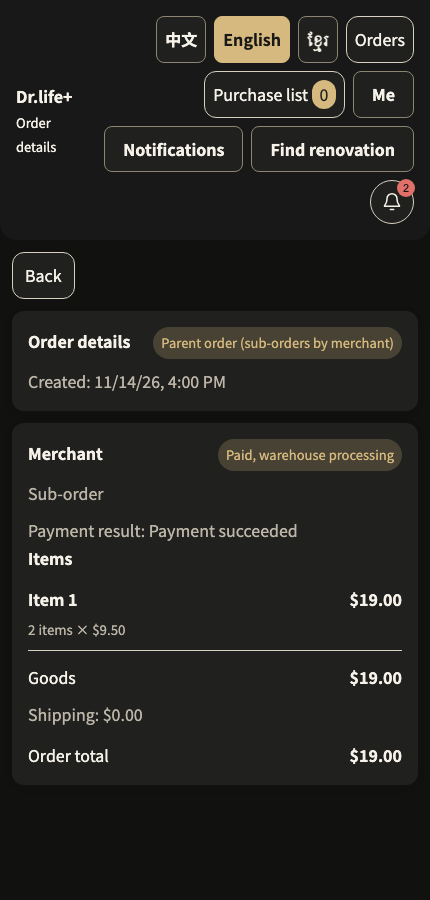 中文
English
ខ្មែរ
Orders
Purchase list 0
Me
Dr.life+
Order
details
Notifications
Find renovation
2
Back
Order details
Parent order (sub-orders by merchant)
Created: 11/14/26, 4:00 PM
Merchant
Paid, warehouse processing
Sub-order
Payment result: Payment succeeded
Items
Item 1 $19.00
2 items × $9.50
Goods $19.00
Shipping: $0.00
Order total $19.00